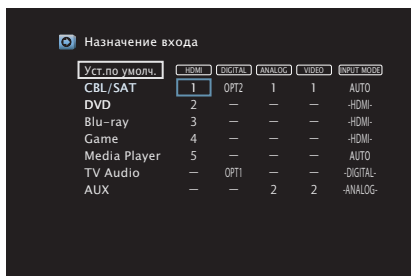 Назначение входа
Уст.по умолч. HDMI DIGITAL ANALOG VIDEO INPUT MODE
CBL/SAT 1 OPT2 1 1 AUTO
DVD 2 – – – -HDMI-
Blu–ray 3 – – – -HDMI-
Game 4 – – – -HDMI-
Media Player 5 – – – AUTO
TV Audio – OPT1 – – -DIGITAL-
AUX – – 2 2 -ANALOG-